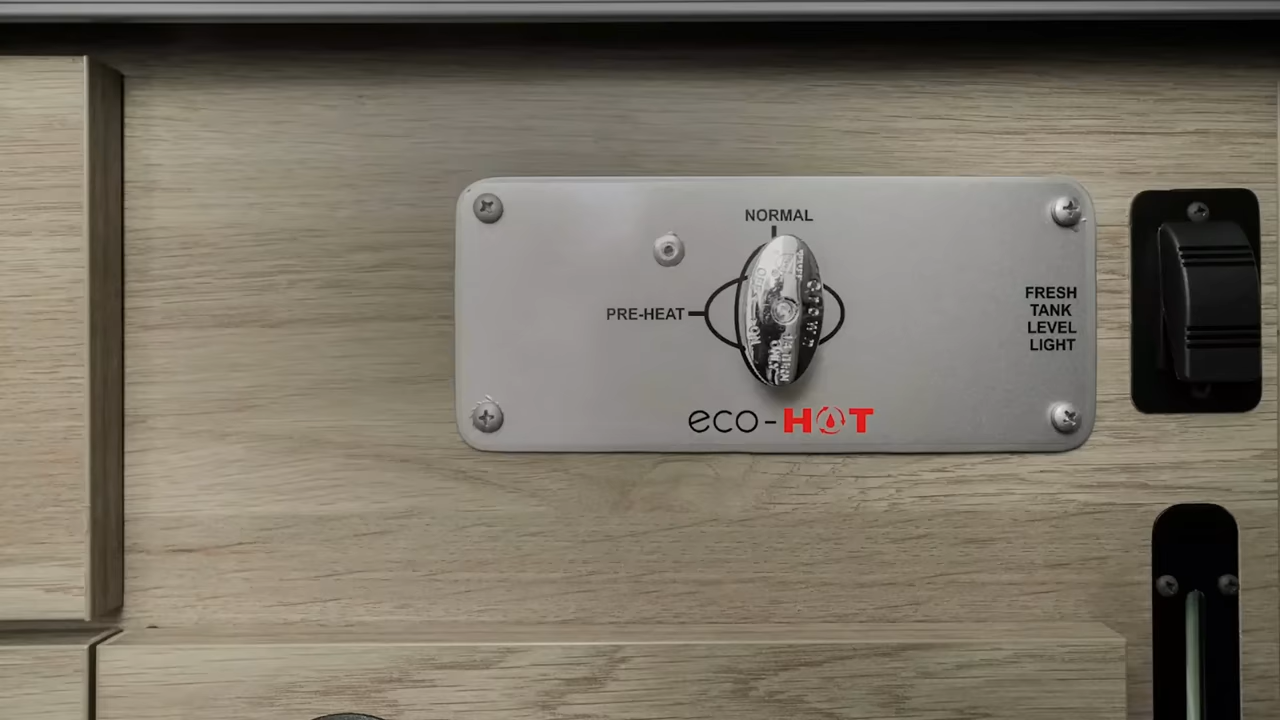 NORMAL
PRE-HEAT
FRESH
TANK
LEVEL
LIGHT
eco-HOT